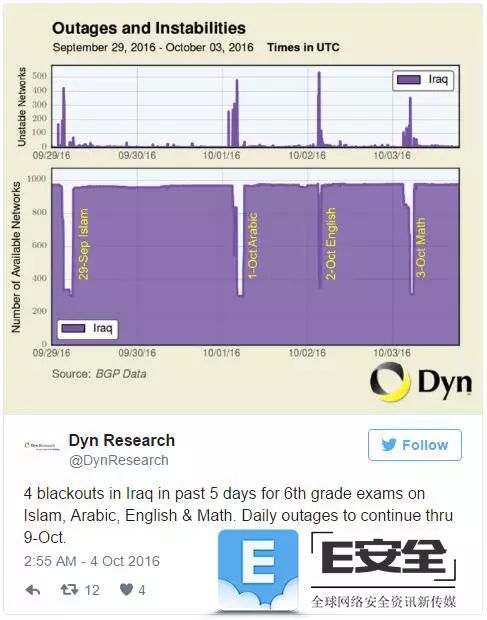 Outages and Instabilities
September 29, 2016 - October 03, 2016 Times in UTC
Unstable Networks
500
400
300
200
100
0
Iraq
09/29/16 09/30/16 10/01/16 10/02/16 10/03/16
Number of Available Networks
1000
800
600
400
200
0
29-Sep Islam
1-Oct Arabic
2-Oct English
3-Oct Math
Iraq
09/29/16 09/30/16 10/01/16 10/02/16 10/03/16
Source: BGP Data
Dyn
Dyn Research
Dyn Research
@DynResearch
Follow
4 blackouts in Iraq in past 5 days for 6th grade exams on
Islam, Arabic, English & Math. Daily outages to continue thru
9-Oct.
2:55 AM - 4 Oct 2016
12 4
E
E安全
全球网络安全资讯新传媒